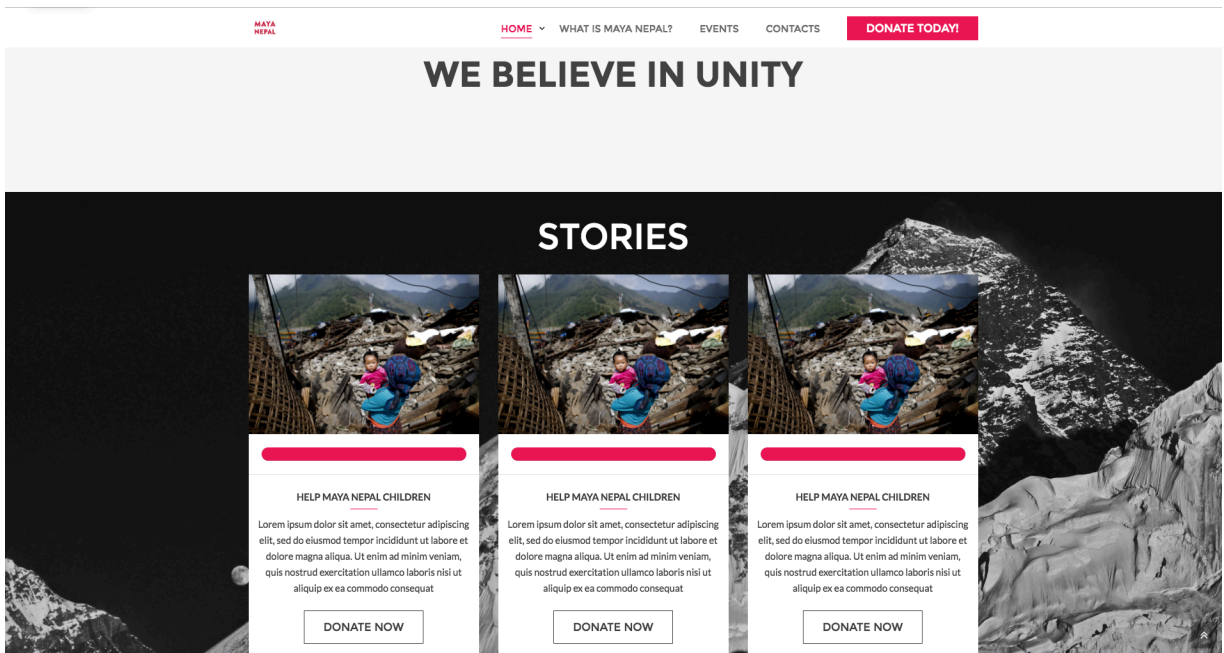 MAYA
NEPAL
HOME
WHAT IS MAYA NEPAL?
EVENTS
CONTACTS
DONATE TODAY!
WE BELIEVE IN UNITY
STORIES
HELP MAYA NEPAL CHILDREN
Lorem ipsum dolor sit amet, consectetur adipiscing
elit, sed do eiusmod tempor incididunt ut labore et
dolore magna aliqua. Ut enim ad minim veniam,
quis nostrud exercitation ullamco laboris nisi ut
aliquip ex ea commodo consequat
DONATE NOW
HELP MAYA NEPAL CHILDREN
Lorem ipsum dolor sit amet, consectetur adipiscing
elit, sed do eiusmod tempor incididunt ut labore et
dolore magna aliqua. Ut enim ad minim veniam,
quis nostrud exercitation ullamco laboris nisi ut
aliquip ex ea commodo consequat
DONATE NOW
HELP MAYA NEPAL CHILDREN
Lorem ipsum dolor sit amet, consectetur adipiscing
elit, sed do eiusmod tempor incididunt ut labore et
dolore magna aliqua. Ut enim ad minim veniam,
quis nostrud exercitation ullamco laboris nisi ut
aliquip ex ea commodo consequat
DONATE NOW